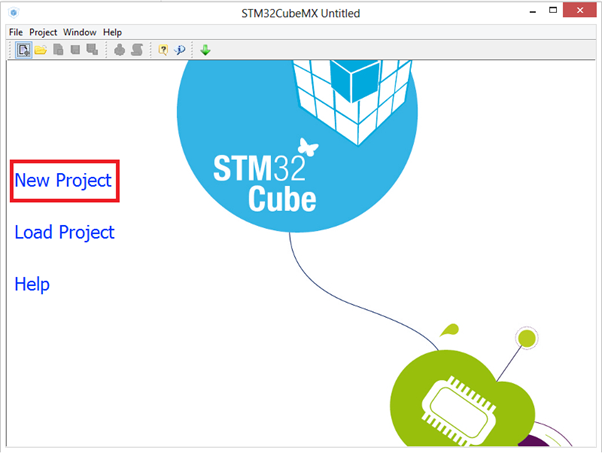 STM32CubeMX Untitled
File Project Window Help
STM32
Cube
New Project
Load Project
Help